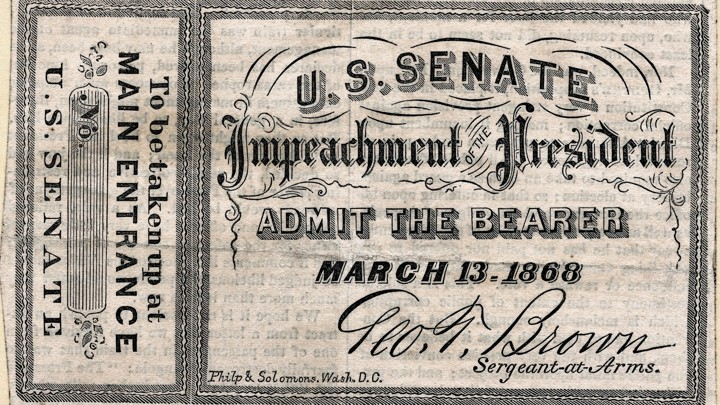 To be taken up at
MAIN ENTRANCE
No.
U.S. SENATE
U.S. SENATE
Impeachment OF THE President
ADMIT THE BEARER
MARCH 13-1868
Geo. T. Brown
Sergeant-at-Arms.
Philp & Solomons. Wash. D.C.